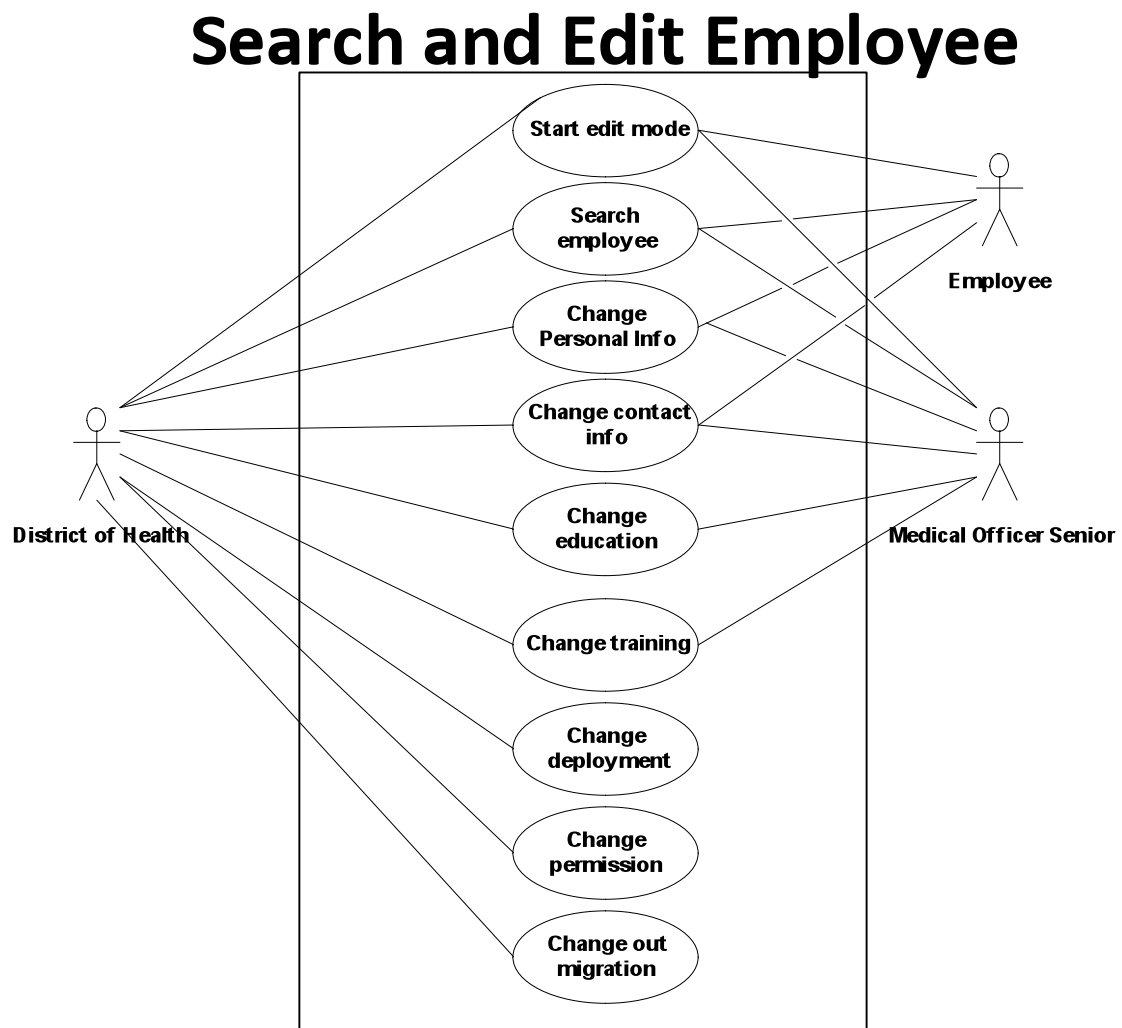 Search and Edit Employee
Start edit mode
Search
employee
Change
Personal Info
Change contact
info
Change
education
Change training
Change
deployment
Change
permission
Change out
migration
District of Health
Employee
Medical Officer Senior